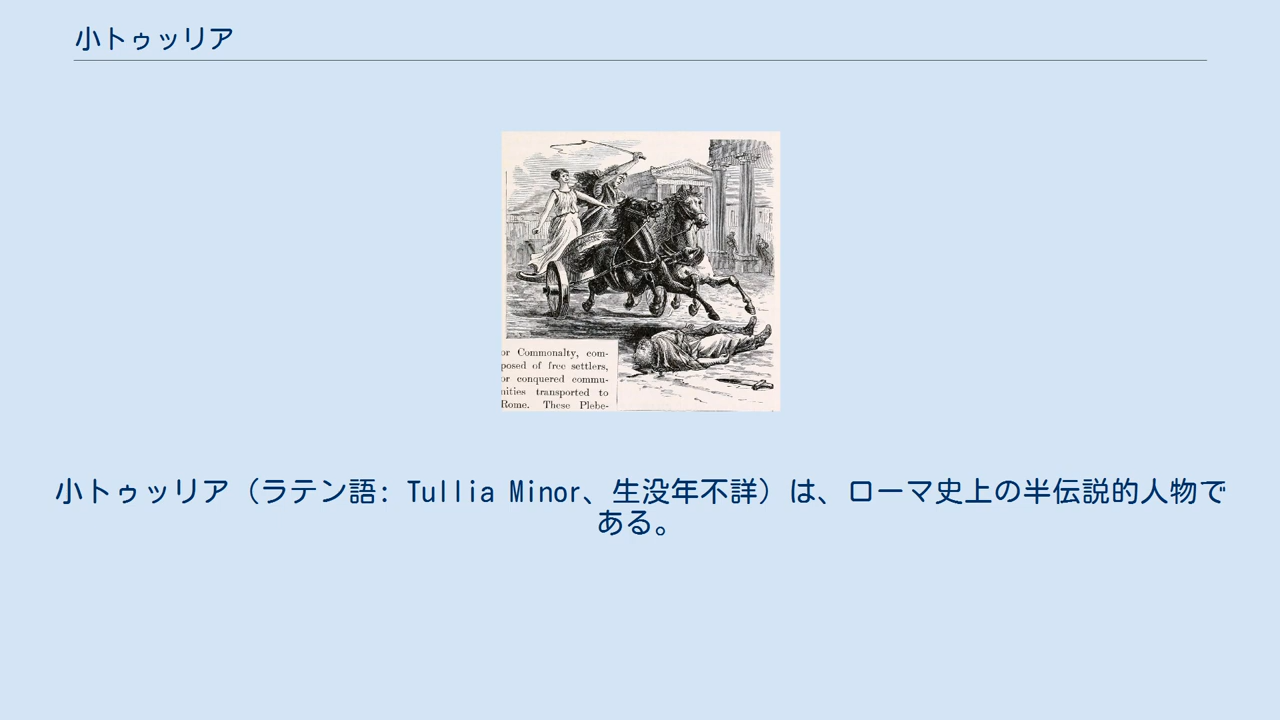 小トゥッリア
or Commonalty, com-
posed of free settlers,
or conquered commu-
nities transported to
Rome. These Plebe-
小トゥッリア（ラテン語: Tullia Minor、生没年不詳）は、ローマ史上の半伝説的人物で
ある。